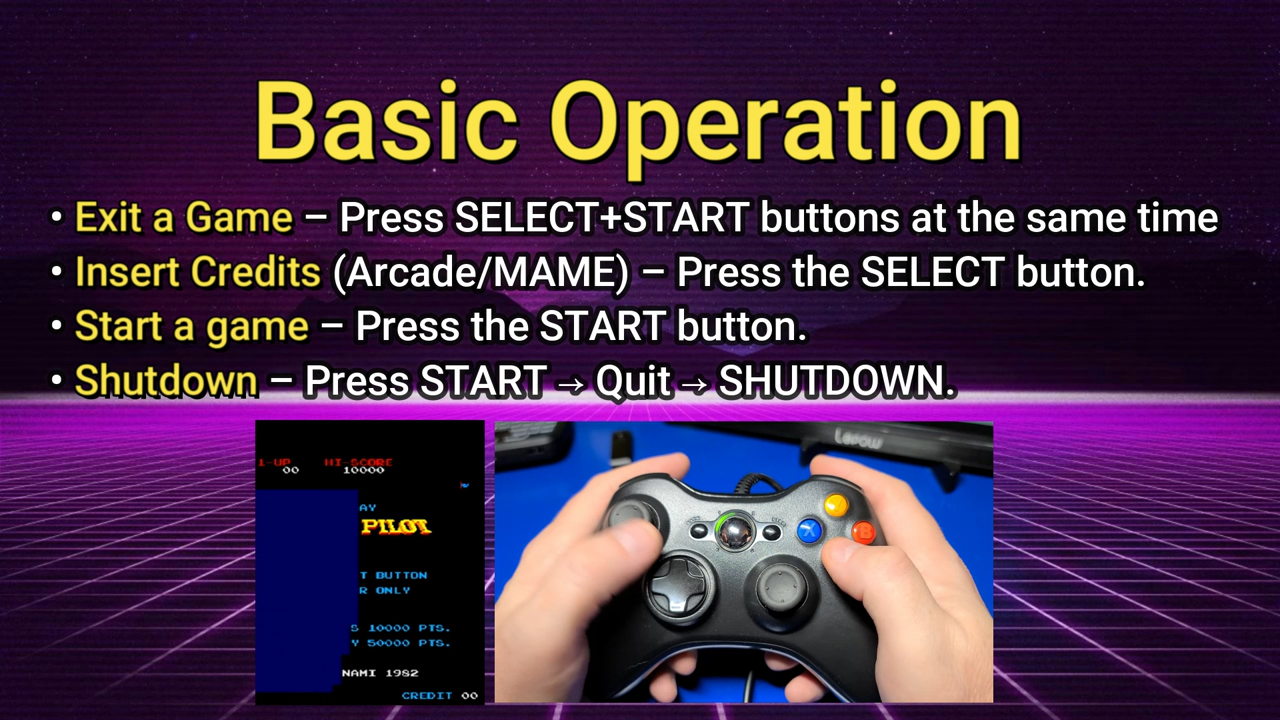 Basic Operation
• Exit a Game – Press SELECT+START buttons at the same time
• Insert Credits (Arcade/MAME) – Press the SELECT button.
• Start a game – Press the START button.
• Shutdown – Press START → Quit → SHUTDOWN.
1-UP HI-SCORE
00 10000
AY
PILOT
T BUTTON
R ONLY
S 10000 PTS.
Y 50000 PTS.
NAMI 1982
CREDIT 00
Lepow
X
B